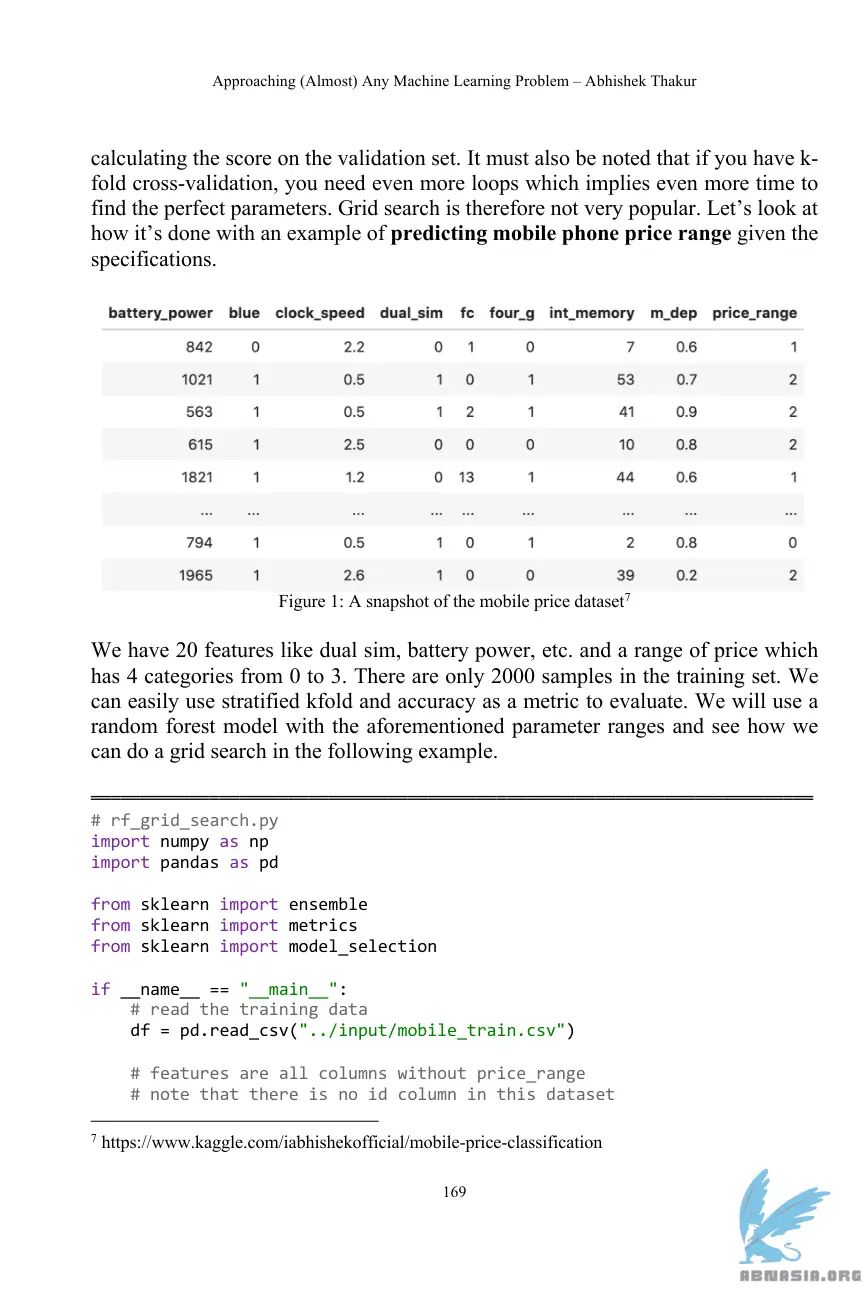 Approaching (Almost) Any Machine Learning Problem – Abhishek Thakur
calculating the score on the validation set. It must also be noted that if you have k-
fold cross-validation, you need even more loops which implies even more time to
find the perfect parameters. Grid search is therefore not very popular. Let’s look at
how it’s done with an example of predicting mobile phone price range given the
specifications.
battery_power blue clock_speed dual_sim fc four_g int_memory m_dep price_range
842 0 2.2 0 1 0 7 0.6 1
1021 1 0.5 1 0 1 53 0.7 2
563 1 0.5 1 2 1 41 0.9 2
615 1 2.5 0 0 0 10 0.8 2
1821 1 1.2 0 13 1 44 0.6 1
... ... ... ... ... ... ... ... ...
794 1 0.5 1 0 1 2 0.8 0
1965 1 2.6 1 0 0 39 0.2 2
Figure 1: A snapshot of the mobile price dataset7
We have 20 features like dual sim, battery power, etc. and a range of price which
has 4 categories from 0 to 3. There are only 2000 samples in the training set. We
can easily use stratified kfold and accuracy as a metric to evaluate. We will use a
random forest model with the aforementioned parameter ranges and see how we
can do a grid search in the following example.
# rf_grid_search.py
import numpy as np
import pandas as pd
from sklearn import ensemble
from sklearn import metrics
from sklearn import model_selection
if __name__ == "__main__":
    # read the training data
    df = pd.read_csv("../input/mobile_train.csv")
    # features are all columns without price_range
    # note that there is no id column in this dataset
7 https://www.kaggle.com/iabhishekofficial/mobile-price-classification
169
ABNASIA.ORG